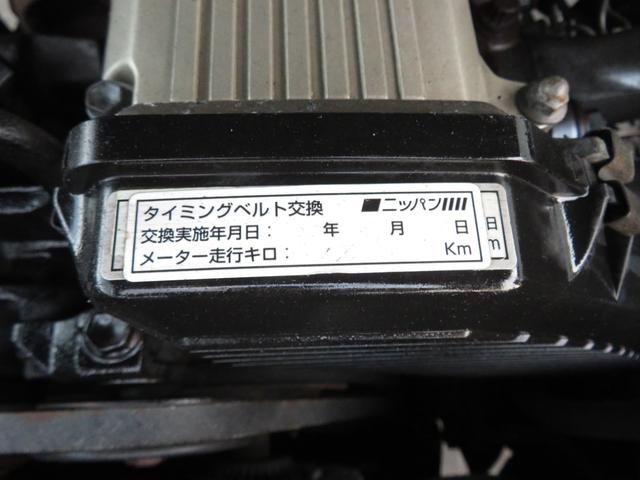 タイミングベルト交換 ニッパン
交換実施年月日： 年 月 日
メーター走行キロ： Km
日
m